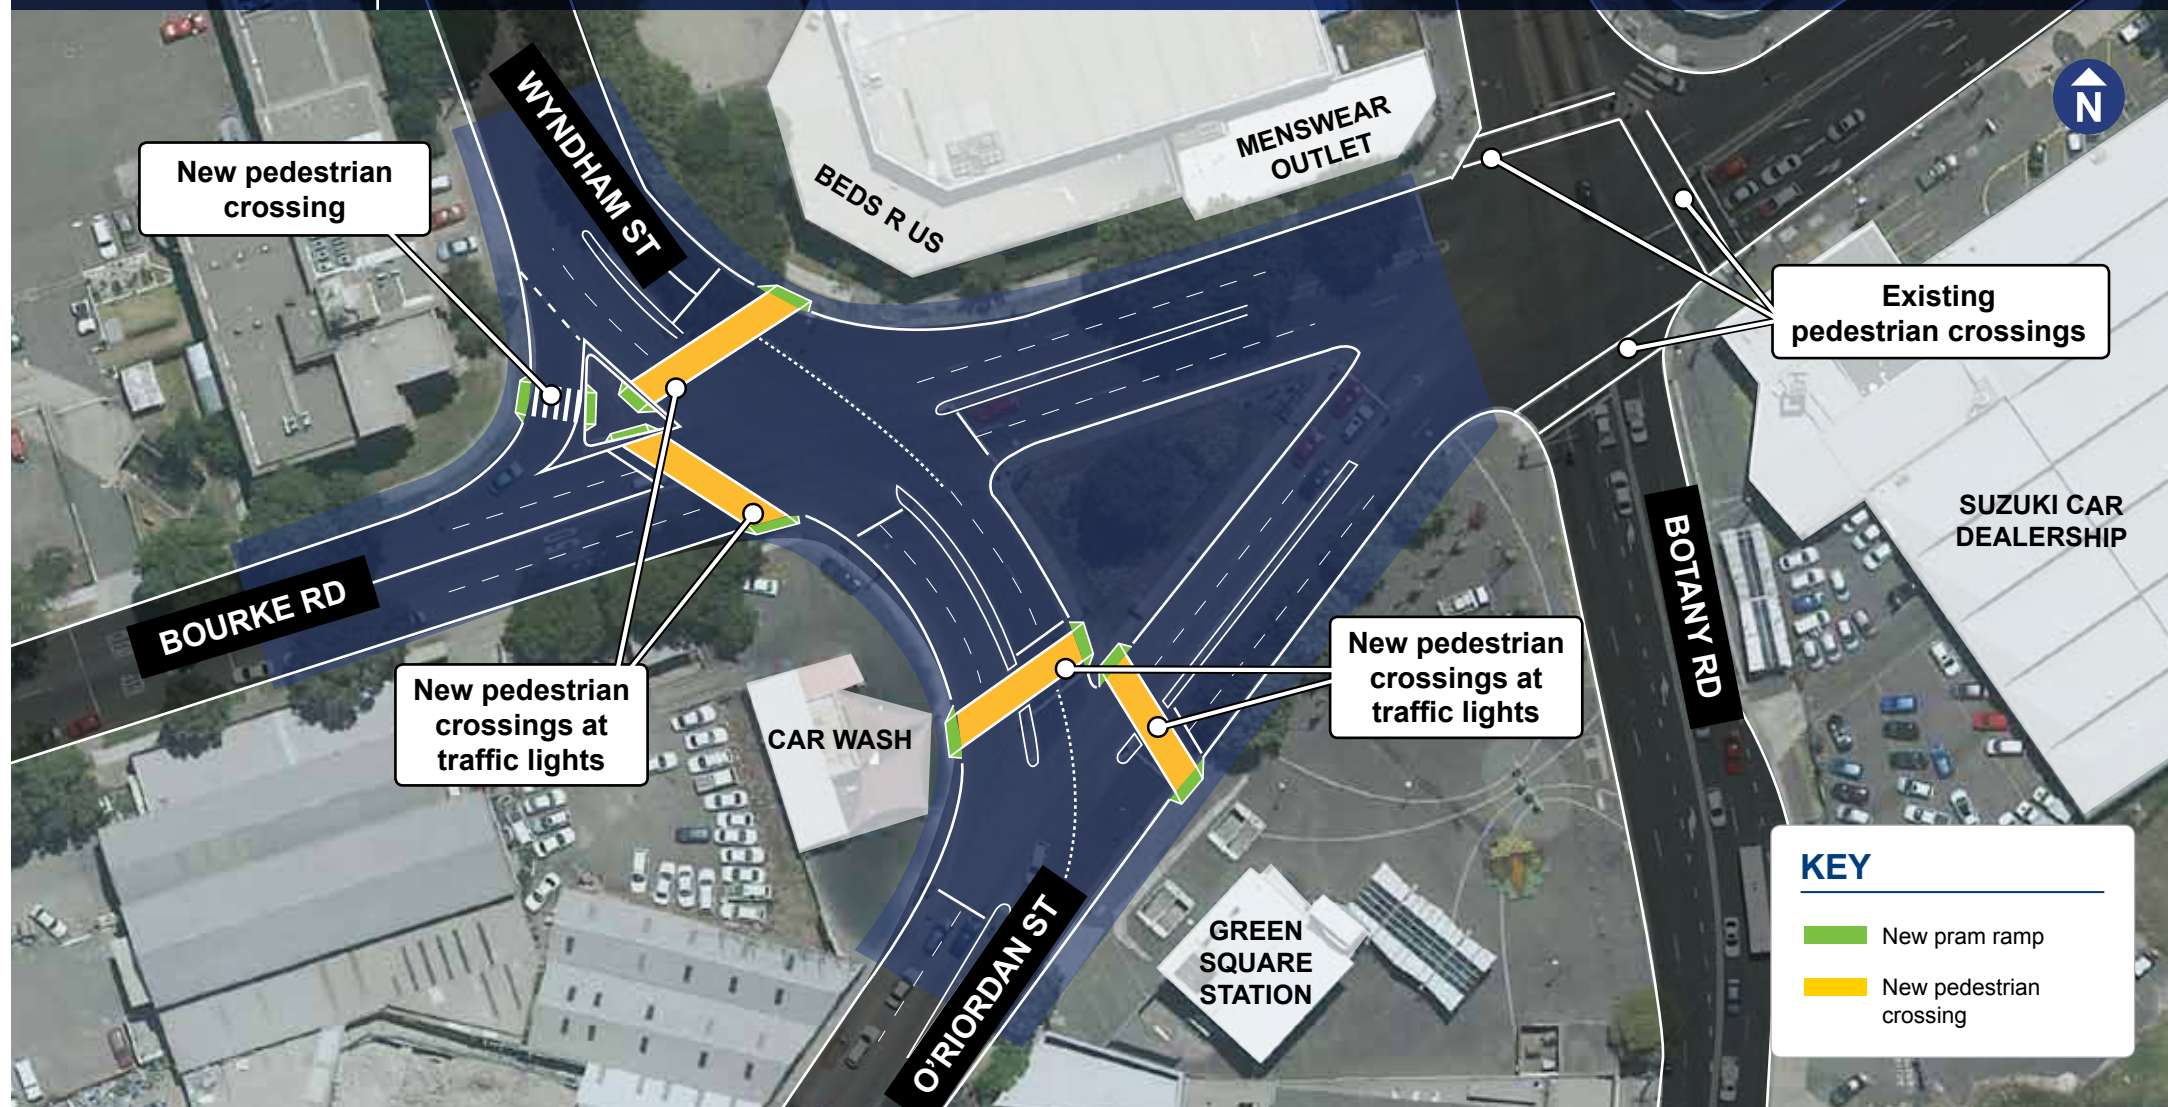 N
WYNDHAM ST
MENSWEAR
OUTLET
BEDS R US
New pedestrian
crossing
Existing
pedestrian crossings
SUZUKI CAR
DEALERSHIP
BOTANY RD
BOURKE RD
New pedestrian
crossings at
traffic lights
New pedestrian
crossings at
traffic lights
CAR WASH
GREEN
SQUARE
STATION
O'RIORDAN ST
KEY
New pram ramp
New pedestrian
crossing